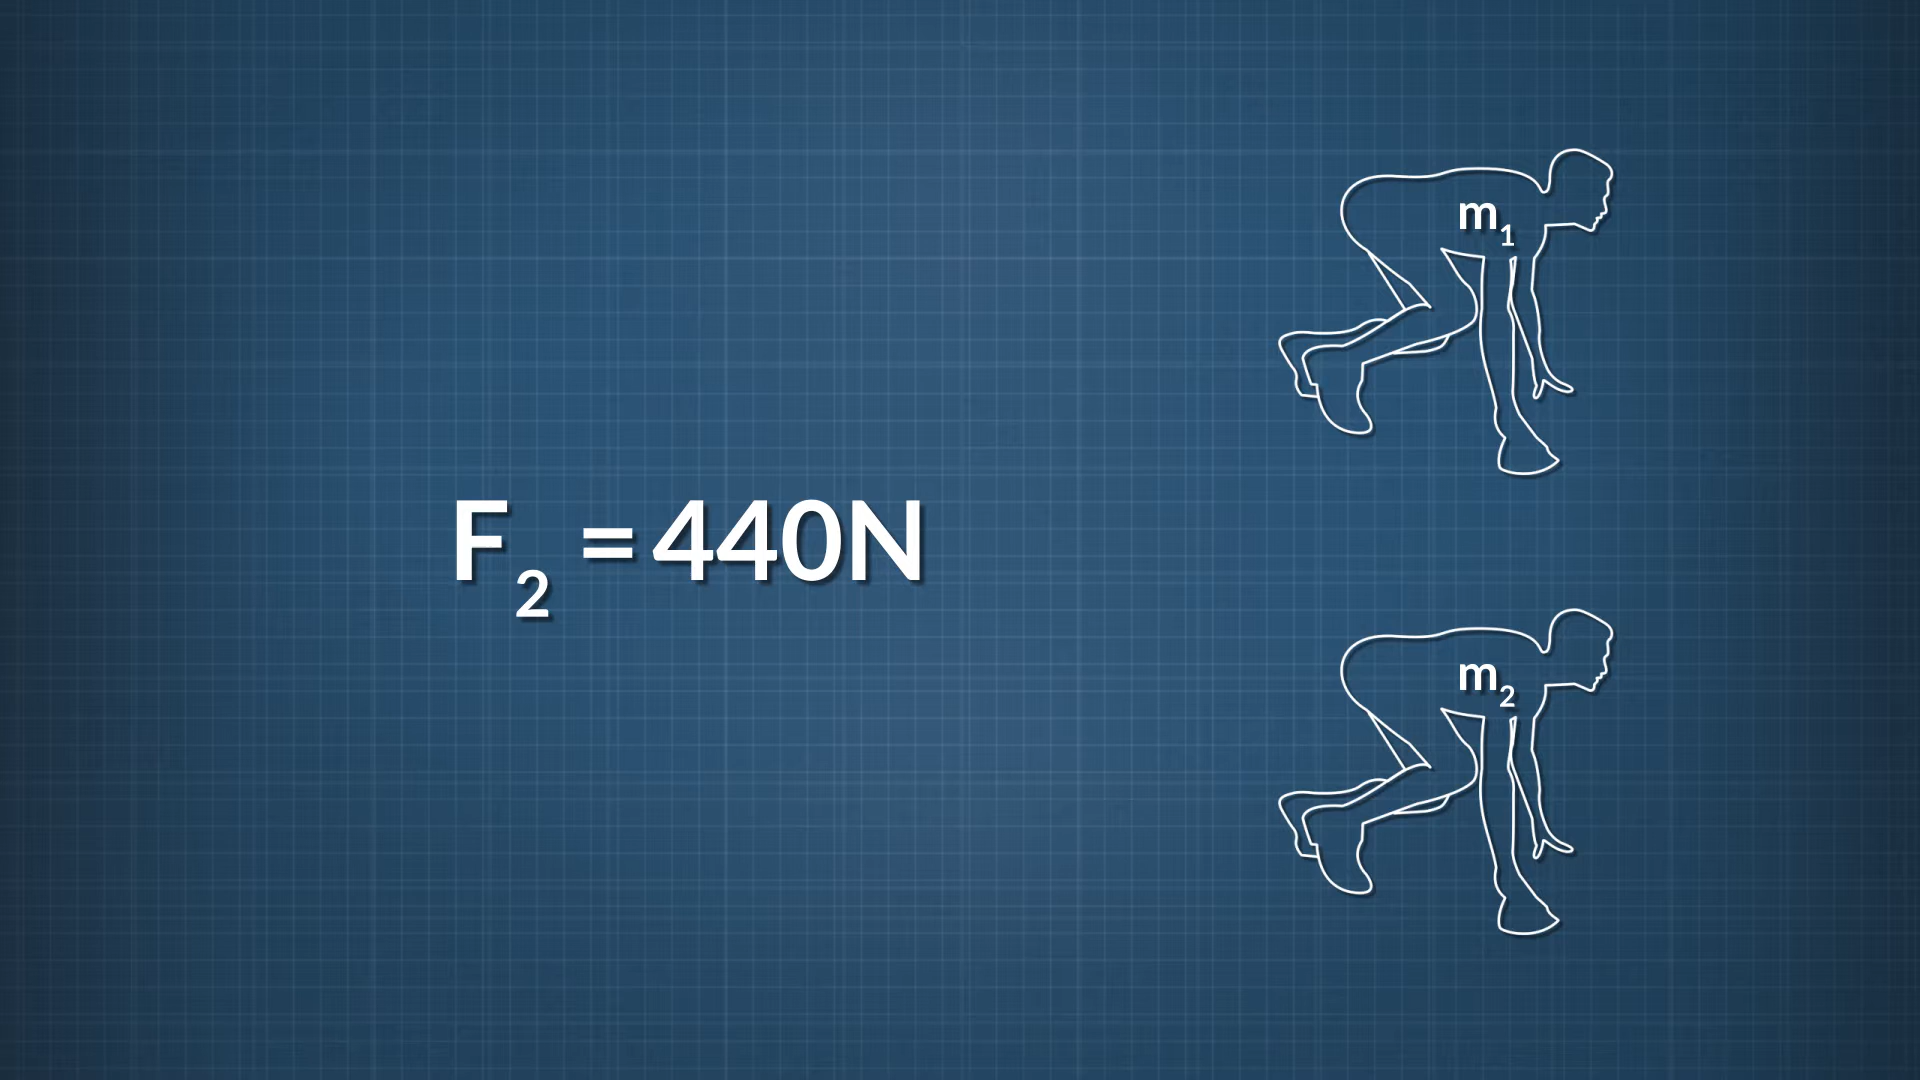 m₁
F₂ = 440N
m₂